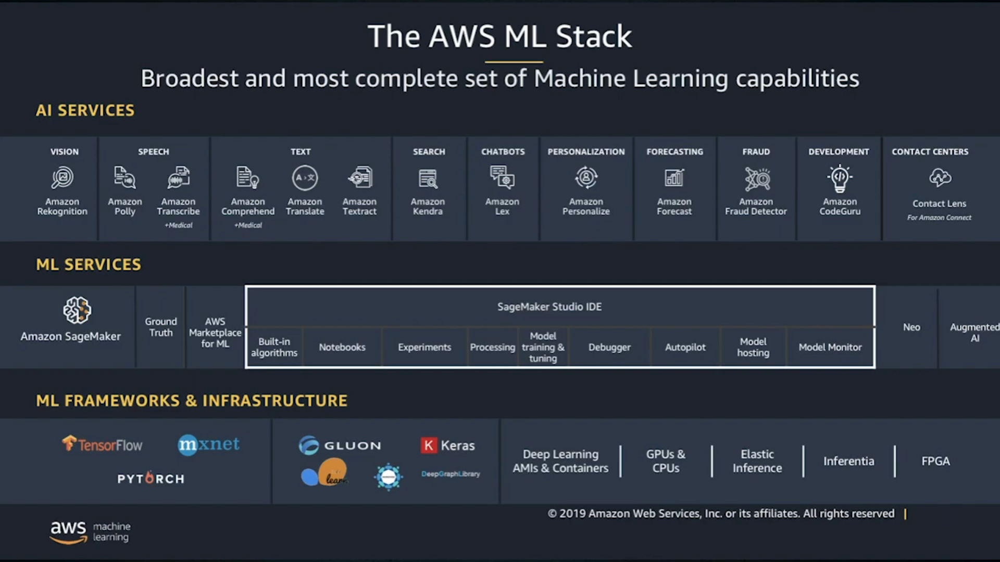 The AWS ML Stack
Broadest and most complete set of Machine Learning capabilities
AI SERVICES
VISION
Amazon
Rekognition
SPEECH
Amazon
Polly
Amazon
Transcribe
+Medical
TEXT
Amazon
Comprehend
+Medical
A 文
Amazon
Translate
Amazon
Textract
SEARCH
Amazon
Kendra
CHATBOTS
Amazon
Lex
PERSONALIZATION
Amazon
Personalize
FORECASTING
Amazon
Forecast
FRAUD
Amazon
Fraud Detector
DEVELOPMENT
</>
Amazon
CodeGuru
CONTACT CENTERS
Contact Lens
For Amazon Connect
ML SERVICES
Amazon SageMaker
Ground
Truth
AWS
Marketplace
for ML
SageMaker Studio IDE
Built-in
algorithms
Notebooks
Experiments
Processing
Model
training &
tuning
Debugger
Autopilot
Model
hosting
Model Monitor
Neo
Augmented
AI
ML FRAMEWORKS & INFRASTRUCTURE
TensorFlow
mxnet
PYTORCH
GLUON
K Keras
learn
DeepGraphLibrary
Deep Learning
AMIs & Containers
GPUs &
CPUs
Elastic
Inference
Inferentia
FPGA
© 2019 Amazon Web Services, Inc. or its affiliates. All rights reserved
aws machine
learning